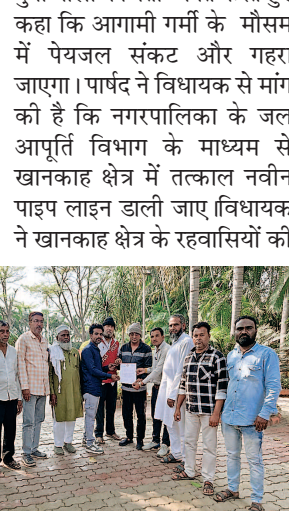 कहा कि आगामी गर्मी के मौसम
में पेयजल संकट और गहरा
जाएगा। पार्षद ने विधायक से मांग
की है कि नगरपालिका के जल
आपूर्ति विभाग के माध्यम से
खानकाह क्षेत्र में तत्काल नवीन
पाइप लाइन डाली जाए।विधायक
ने खानकाह क्षेत्र के रहवासियों की